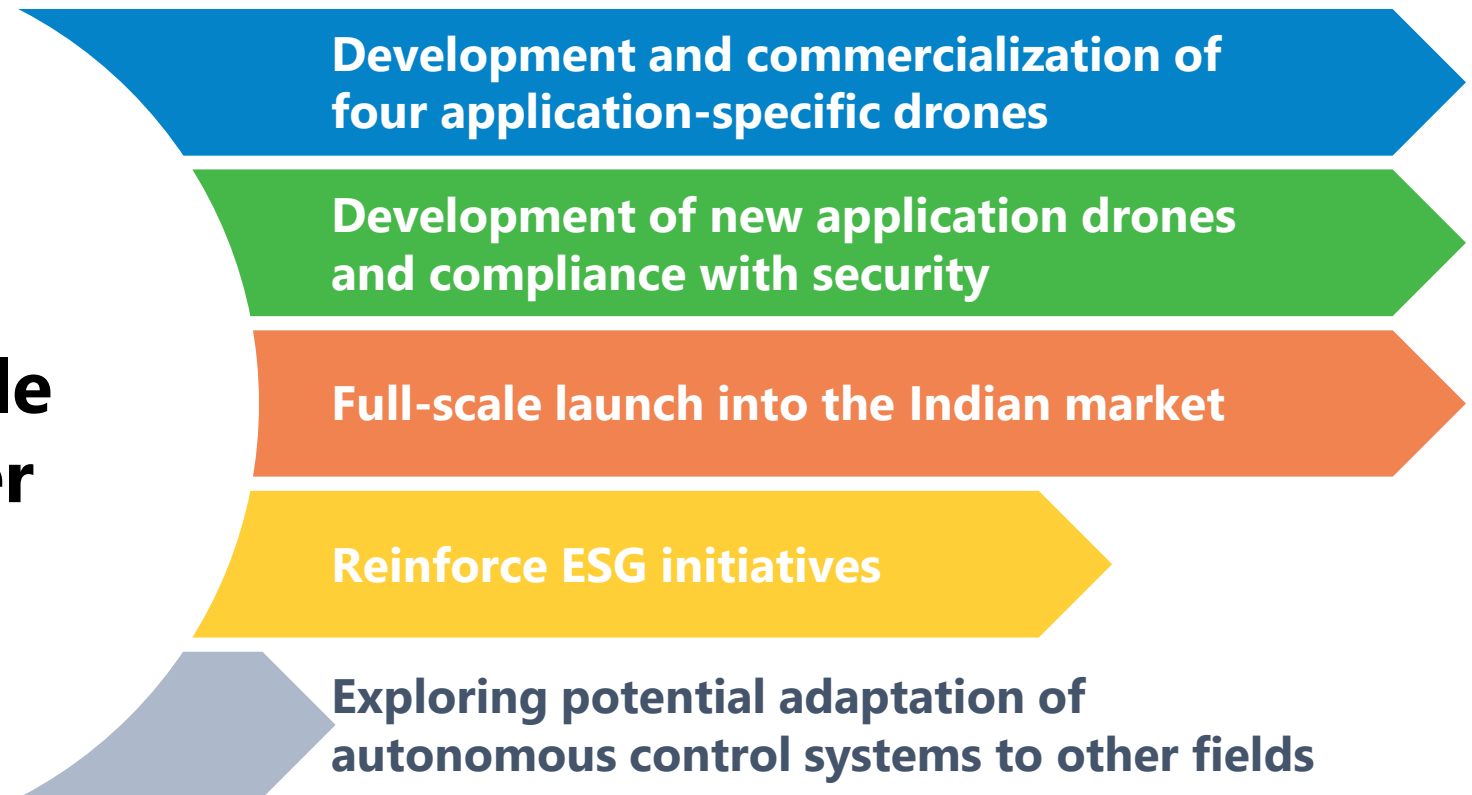 Development and commercialization of
four application-specific drones
Development of new application drones
and compliance with security
Full-scale launch into the Indian market
Reinforce ESG initiatives
Exploring potential adaptation of
autonomous control systems to other fields